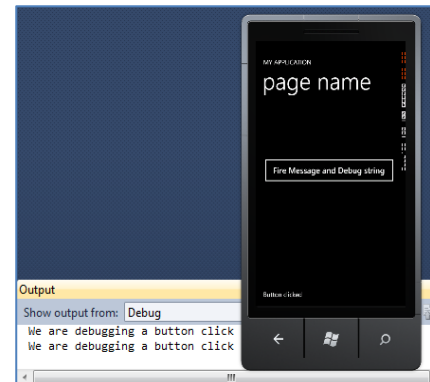 MY APPLICATION
page name
Fire Message and Debug string
Button clicked
Output
Show output from: Debug
We are debugging a button click
We are debugging a button click